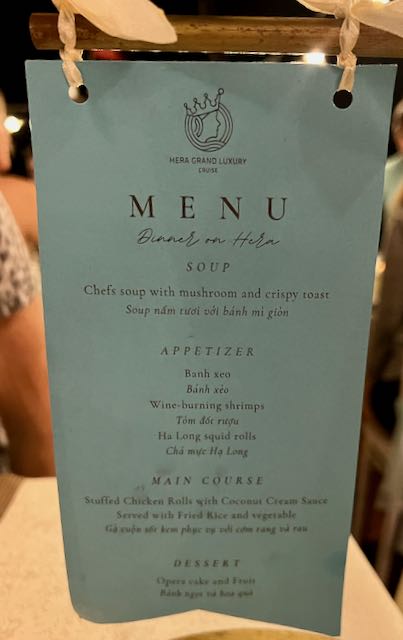 HERA GRAND LUXURY
CRUISE
MENU
Dinner on Hera
SOUP
Chefs soup with mushroom and crispy toast
Soup nấm tươi với bánh mì giòn
APPETIZER
Banh xeo
Bánh xèo
Wine-burning shrimps
Tôm đốt rượu
Ha Long squid rolls
Chả mực Hạ Long
MAIN COURSE
Stuffed Chicken Rolls with Coconut Cream Sauce
Served with Fried Rice and vegetable
Gà cuộn sốt kem phục vụ với cơm rang và rau
DESSERT
Opera cake and Fruit
Bánh ngọt và hoa quả